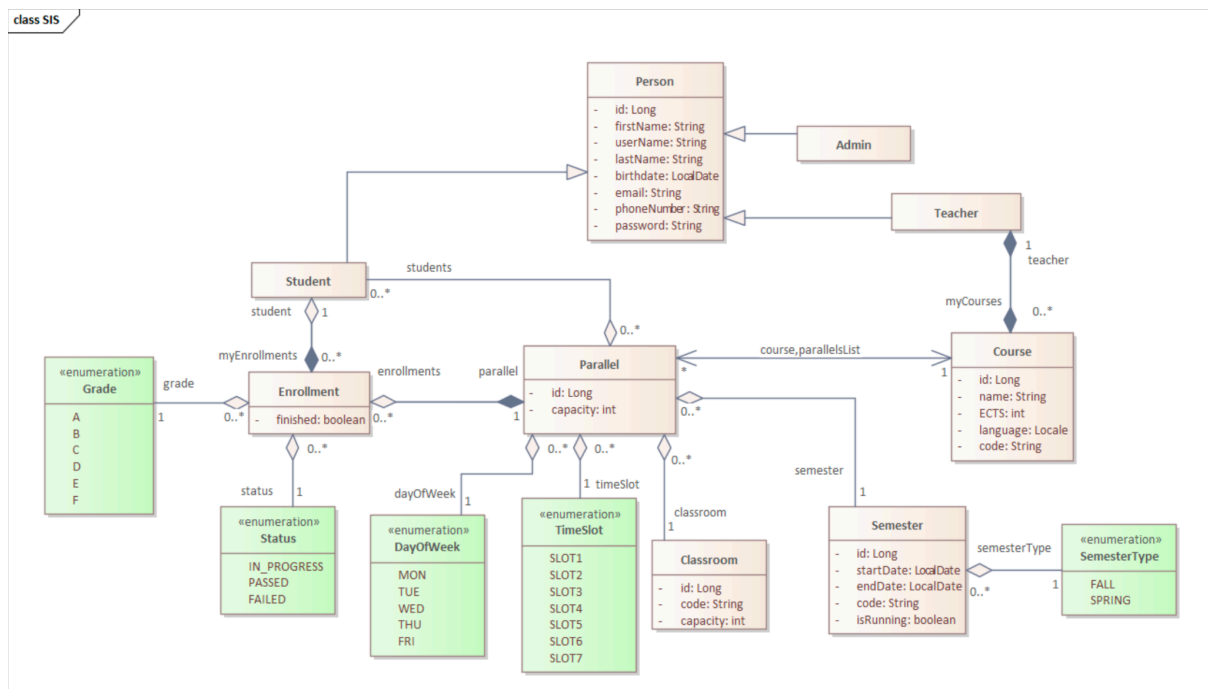 class SIS
Person
- id: Long
- firstName: String
- userName: String
- lastName: String
- birthdate: LocalDate
- email: String
- phoneNumber: String
- password: String
Admin
Teacher
1
teacher
myCourses
0..*
Student
students
0..*
0..*
student
1
myEnrollments
0..*
«enumeration»
Grade
A
B
C
D
E
F
grade
1
0..*
Enrollment
- finished: boolean
enrollments
0..*
parallel
1
Parallel
- id: Long
- capacity: int
course,parallelsList
*
1
Course
- id: Long
- name: String
- ECTS: int
- language: Locale
- code: String
0..*
0..*
status
1
«enumeration»
Status
IN_PROGRESS
PASSED
FAILED
0..*
dayOfWeek
1
«enumeration»
DayOfWeek
MON
TUE
WED
THU
FRI
0..*
1
timeSlot
«enumeration»
TimeSlot
SLOT1
SLOT2
SLOT3
SLOT4
SLOT5
SLOT6
SLOT7
0..*
classroom
1
Classroom
- id: Long
- code: String
- capacity: int
semester
1
Semester
- id: Long
- startDate: LocalDate
- endDate: LocalDate
- code: String
- isRunning: boolean
semesterType
0..*
1
«enumeration»
SemesterType
FALL
SPRING